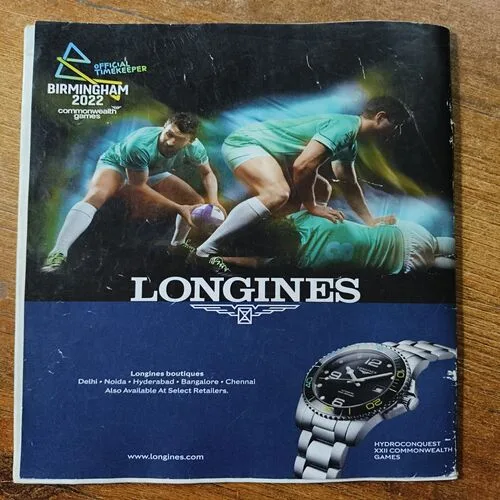 OFFICIAL
TIMEKEEPER
BIRMINGHAM
2022
commonwealth
games
LONGINES
Longines boutiques
Delhi • Noida • Hyderabad • Bangalore • Chennai
Also Available At Select Retailers.
www.longines.com
LONGINES
HYDROCONQUEST
XXII COMMONWEALTH
GAMES